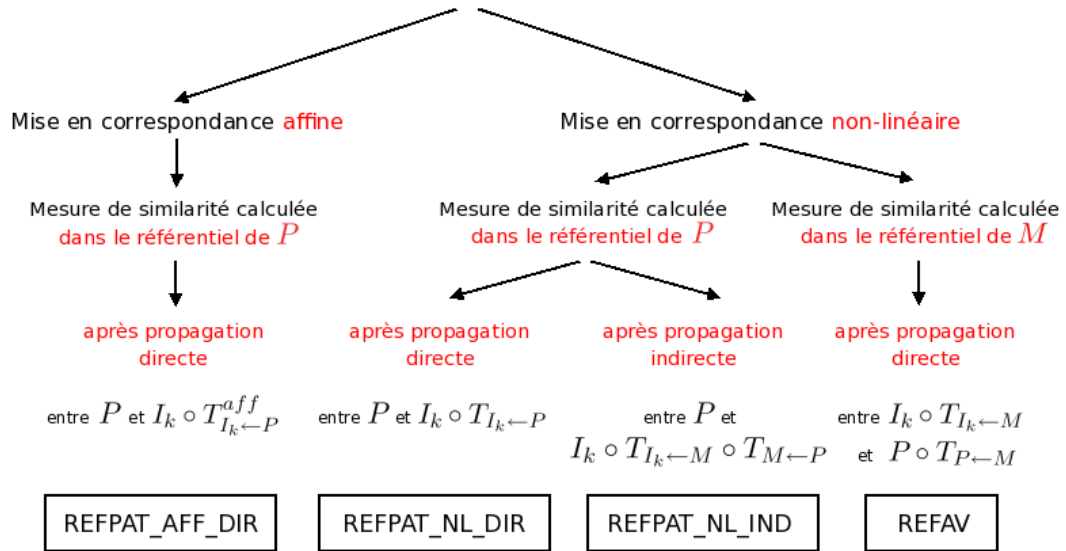 Mise en correspondance affine
Mise en correspondance non-linéaire
Mesure de similarité calculée
dans le référentiel de P
Mesure de similarité calculée
dans le référentiel de P
Mesure de similarité calculée
dans le référentiel de M
après propagation
directe
après propagation
directe
après propagation
indirecte
après propagation
directe
entre P et I_k ∘ T^{aff}_{I_k←P}
entre P et I_k ∘ T_{I_k←P}
entre P et
I_k ∘ T_{I_k←M} ∘ T_{M←P}
entre I_k ∘ T_{I_k←M}
et P ∘ T_{P←M}
REFPAT_AFF_DIR
REFPAT_NL_DIR
REFPAT_NL_IND
REFAV